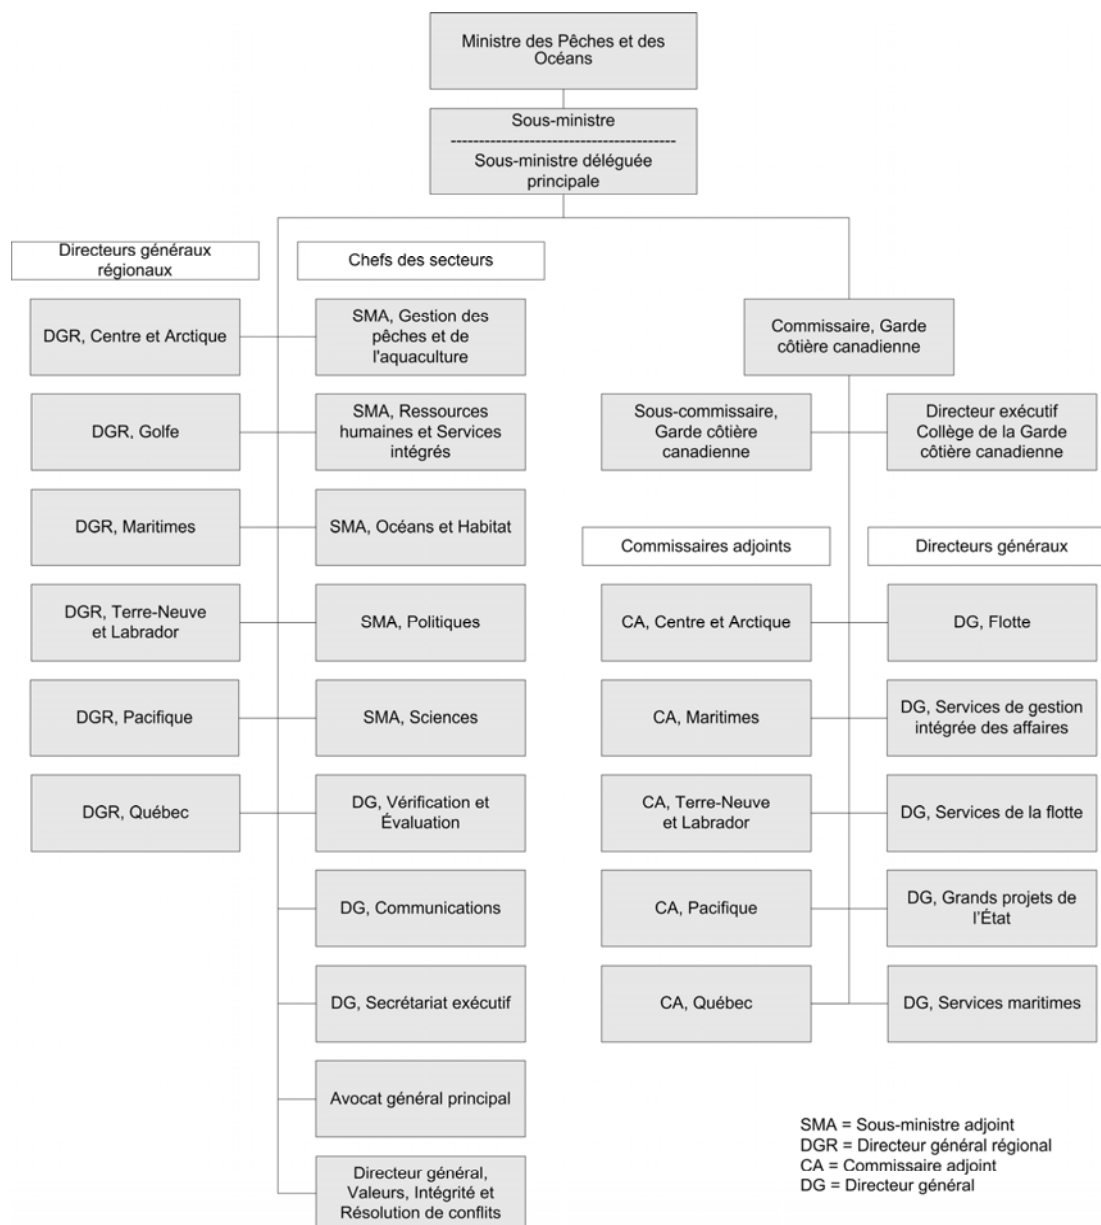 Ministre des Pêches et des
Océans
Sous-ministre
Sous-ministre déléguée
principale
Directeurs généraux
régionaux
DGR, Centre et Arctique
DGR, Golfe
DGR, Maritimes
DGR, Terre-Neuve
et Labrador
DGR, Pacifique
DGR, Québec
Chefs des secteurs
SMA, Gestion des
pêches et de
l'aquaculture
SMA, Ressources
humaines et Services
intégrés
SMA, Océans et Habitat
SMA, Politiques
SMA, Sciences
DG, Vérification et
Évaluation
DG, Communications
DG, Secrétariat exécutif
Avocat général principal
Directeur général,
Valeurs, Intégrité et
Résolution de conflits
Commissaire, Garde
côtière canadienne
Sous-commissaire,
Garde côtière
canadienne
Directeur exécutif
Collège de la Garde
côtière canadienne
Commissaires adjoints
CA, Centre et Arctique
CA, Maritimes
CA, Terre-Neuve
et Labrador
CA, Pacifique
CA, Québec
Directeurs généraux
DG, Flotte
DG, Services de gestion
intégrée des affaires
DG, Services de la flotte
DG, Grands projets de
l'État
DG, Services maritimes
SMA = Sous-ministre adjoint
DGR = Directeur général régional
CA = Commissaire adjoint
DG = Directeur général